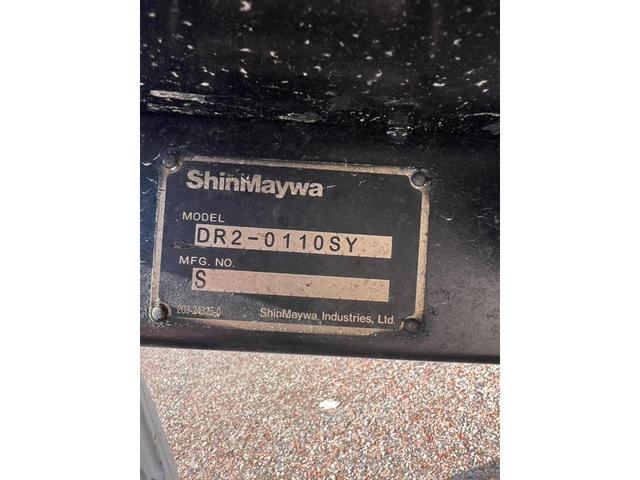 ShinMaywa
MODEL
DR2-0110SY
MFG. NO.
S
203-24325-0 ShinMaywa Industries, Ltd.